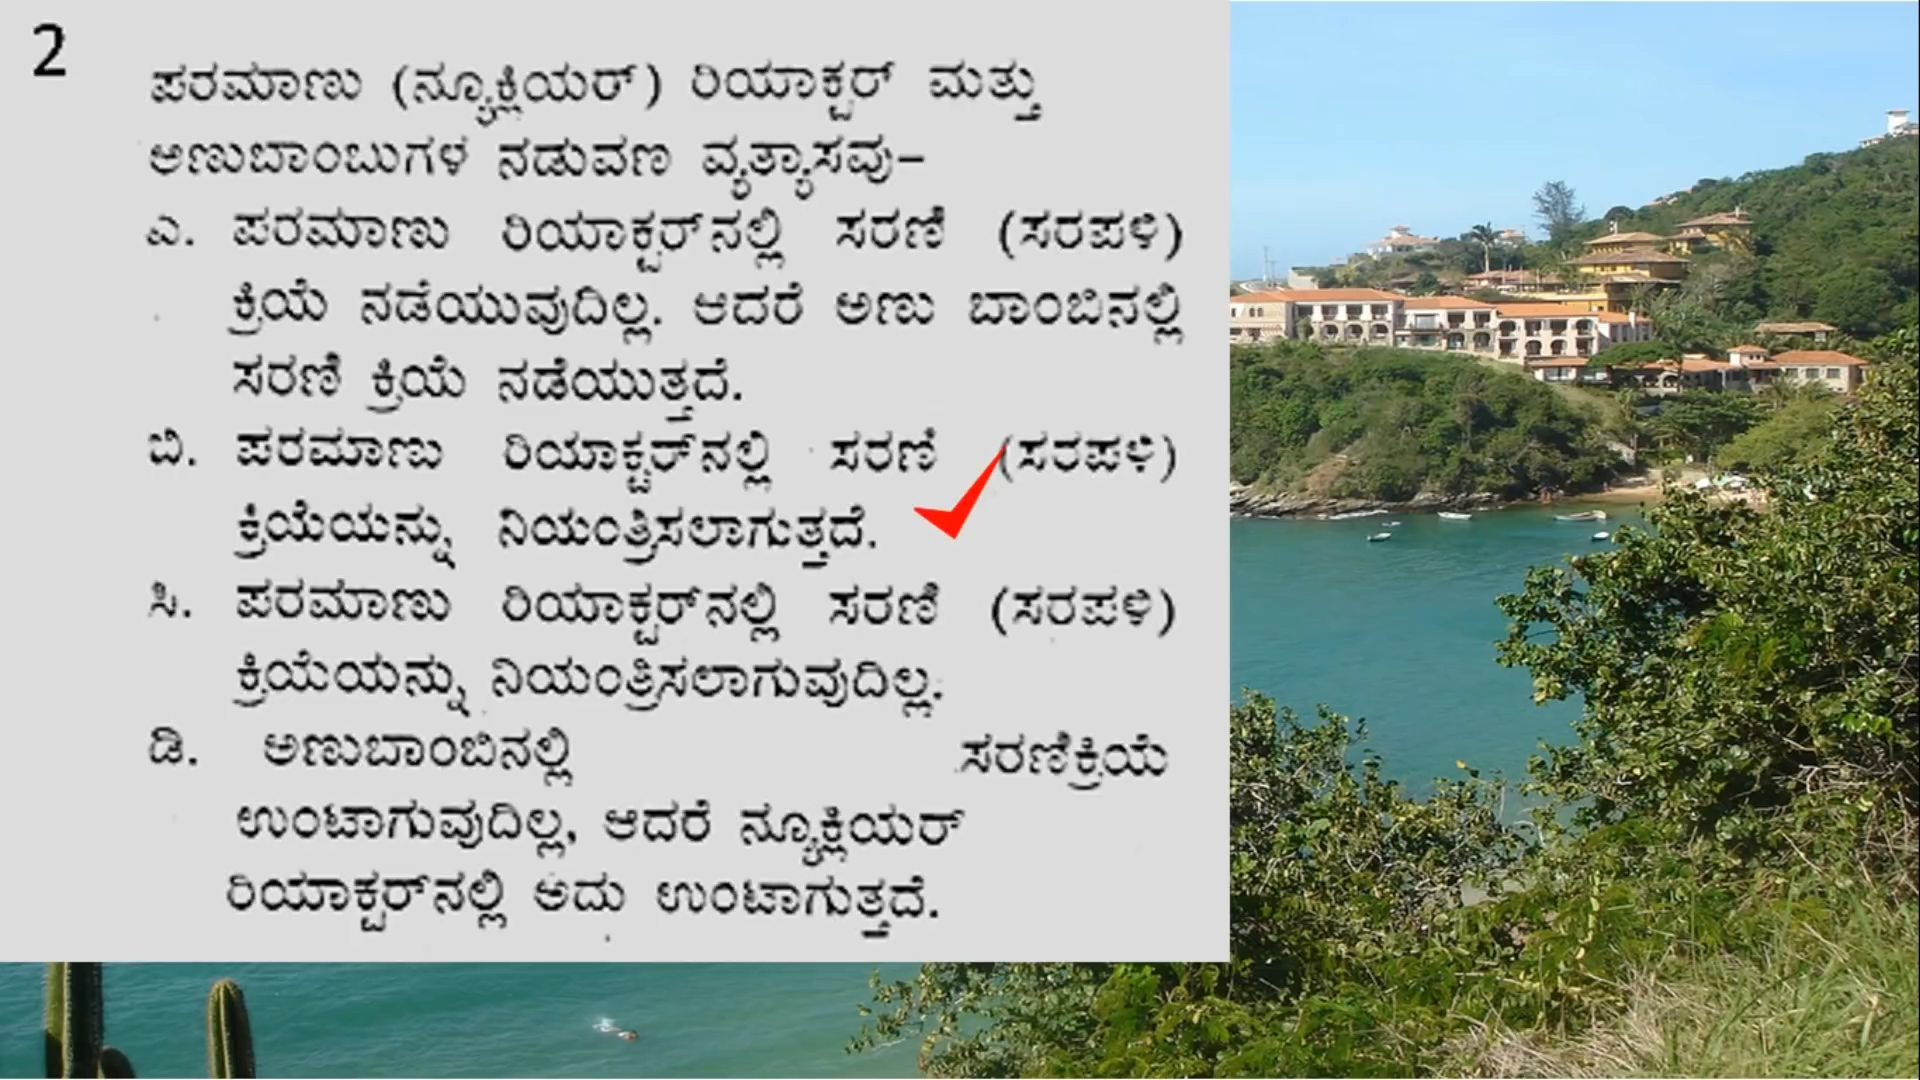 2
ಪರಮಾಣು (ನ್ಯೂಕ್ಲಿಯರ್) ರಿಯಾಕ್ಟರ್ ಮತ್ತು
ಅಣುಬಾಂಬುಗಳ ನಡುವಣ ವ್ಯತ್ಯಾಸವು–
ಎ. ಪರಮಾಣು ರಿಯಾಕ್ಟರ್‌ನಲ್ಲಿ ಸರಣಿ (ಸರಪಳಿ)
ಕ್ರಿಯೆ ನಡೆಯುವುದಿಲ್ಲ. ಆದರೆ ಅಣು ಬಾಂಬಿನಲ್ಲಿ
ಸರಣಿ ಕ್ರಿಯೆ ನಡೆಯುತ್ತದೆ.
ಬಿ. ಪರಮಾಣು ರಿಯಾಕ್ಟರ್‌ನಲ್ಲಿ ಸರಣಿ (ಸರಪಳಿ)
ಕ್ರಿಯೆಯನ್ನು ನಿಯಂತ್ರಿಸಲಾಗುತ್ತದೆ.
ಸಿ. ಪರಮಾಣು ರಿಯಾಕ್ಟರ್‌ನಲ್ಲಿ ಸರಣಿ (ಸರಪಳಿ)
ಕ್ರಿಯೆಯನ್ನು ನಿಯಂತ್ರಿಸಲಾಗುವುದಿಲ್ಲ.
ಡಿ. ಅಣುಬಾಂಬಿನಲ್ಲಿ ಸರಣಿಕ್ರಿಯೆ
ಉಂಟಾಗುವುದಿಲ್ಲ, ಆದರೆ ನ್ಯೂಕ್ಲಿಯರ್
ರಿಯಾಕ್ಟರ್‌ನಲ್ಲಿ ಅದು ಉಂಟಾಗುತ್ತದೆ.